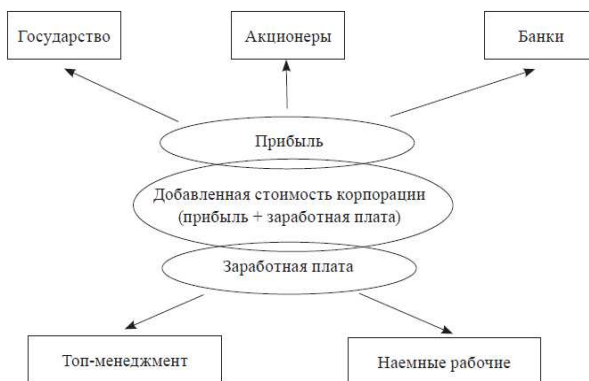 Государство
Акционеры
Банки
Прибыль
Добавленная стоимость корпорации
(прибыль + заработная плата)
Заработная плата
Топ-менеджмент
Наемные рабочие